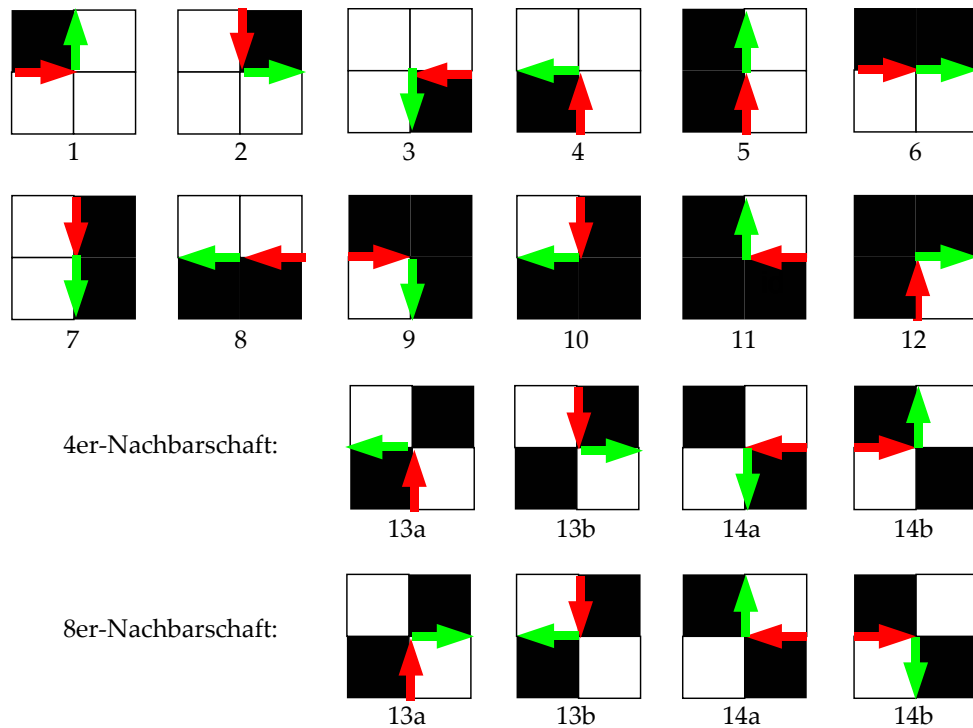 1 2 3 4 5 6
7 8 9 10 11 12
4er-Nachbarschaft:
13a 13b 14a 14b
8er-Nachbarschaft:
13a 13b 14a 14b